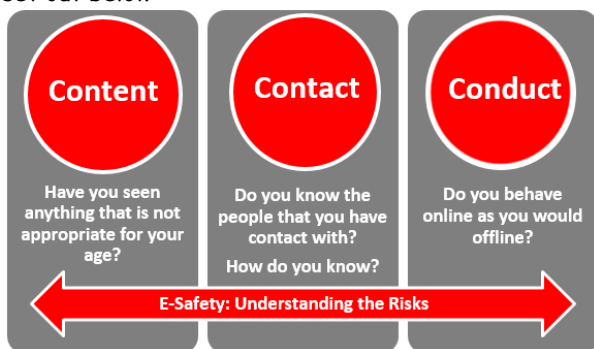 Content
Have you seen
anything that is not
appropriate for your
age?
Contact
Do you know the
people that you have
contact with?
How do you know?
Conduct
Do you behave
online as you would
offline?
E-Safety: Understanding the Risks